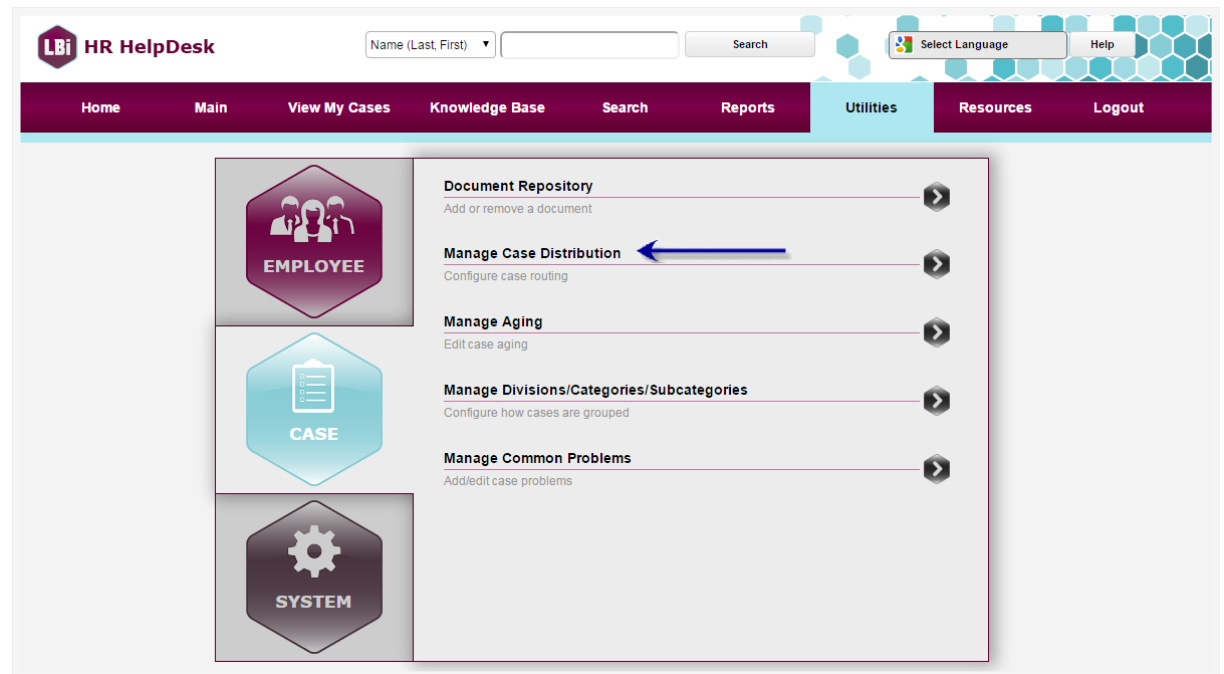 LBi HR HelpDesk
Name (Last, First) Search Select Language Help
Home Main View My Cases Knowledge Base Search Reports Utilities Resources Logout
EMPLOYEE
CASE
SYSTEM
Document Repository
Add or remove a document
Manage Case Distribution
Configure case routing
Manage Aging
Edit case aging
Manage Divisions/Categories/Subcategories
Configure how cases are grouped
Manage Common Problems
Add/edit case problems